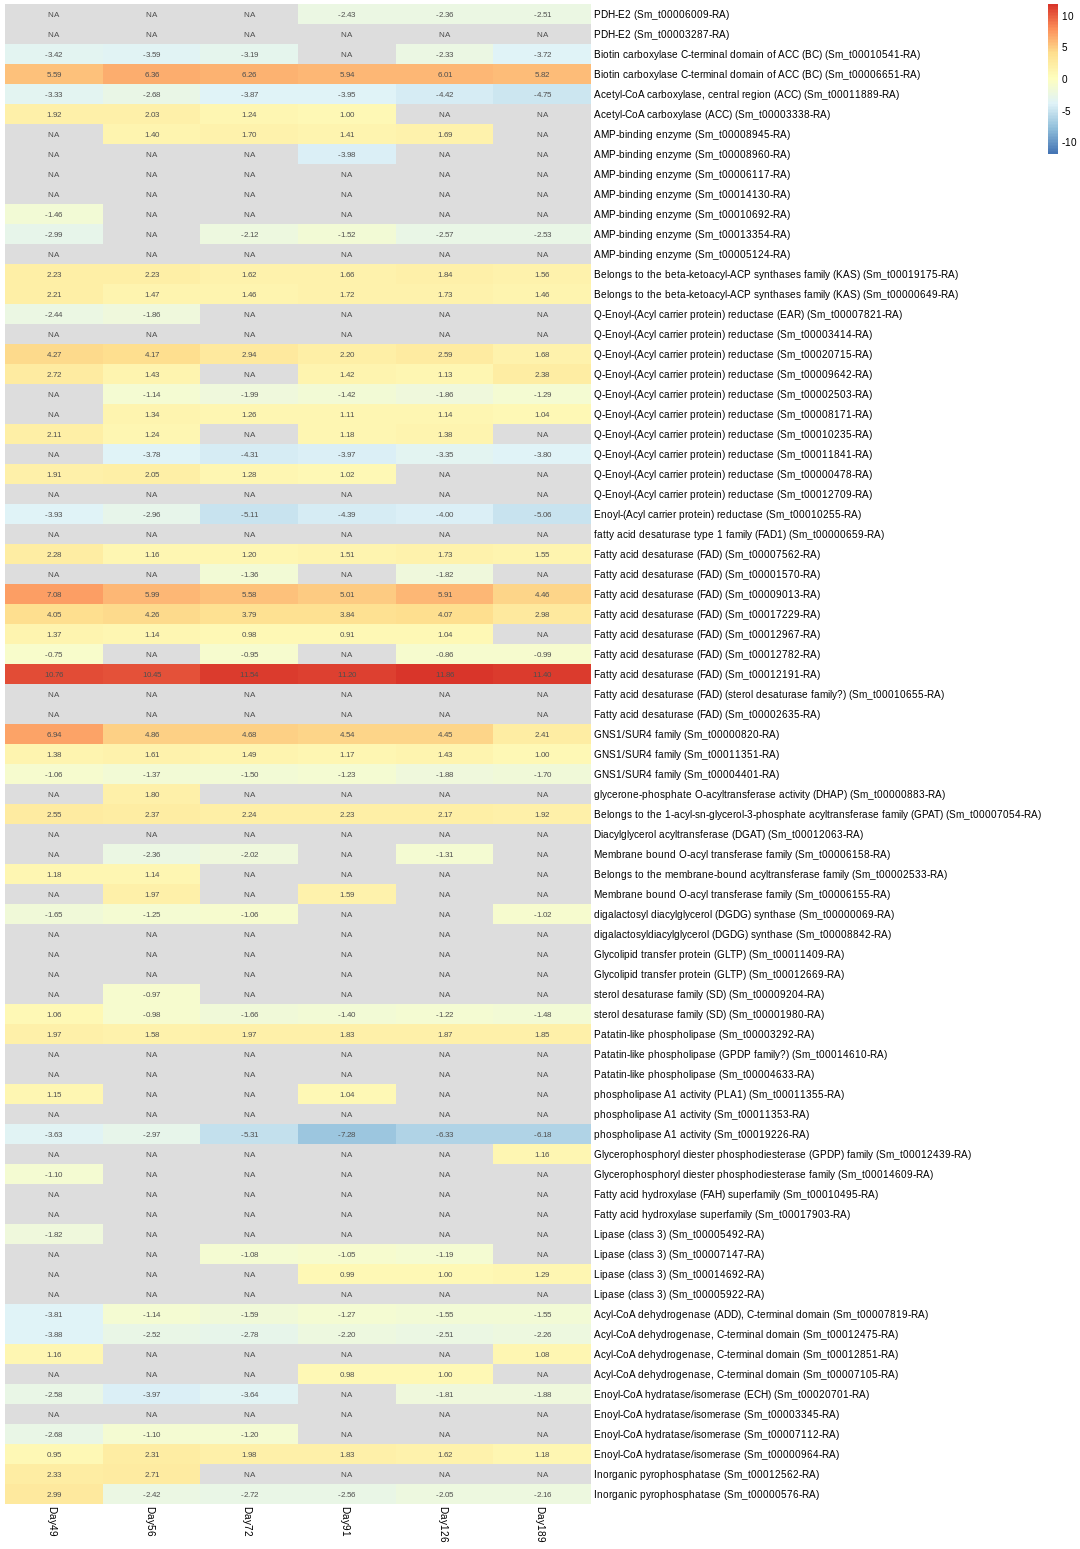 NA NA NA -2.43 -2.36 -2.51 PDH-E2 (Sm_t00006009-RA)
NA NA NA NA NA NA PDH-E2 (Sm_t00003287-RA)
-3.42 -3.59 -3.19 NA -2.33 -3.72 Biotin carboxylase C-terminal domain of ACC (BC) (Sm_t00010541-RA)
5.59 6.36 6.26 5.94 6.01 5.82 Biotin carboxylase C-terminal domain of ACC (BC) (Sm_t00006651-RA)
-3.33 -2.68 -3.87 -3.95 -4.42 -4.75 Acetyl-CoA carboxylase, central region (ACC) (Sm_t00011889-RA)
1.92 2.03 1.24 1.00 NA NA Acetyl-CoA carboxylase (ACC) (Sm_t00003338-RA)
NA 1.40 1.70 1.41 1.69 NA AMP-binding enzyme (Sm_t00008945-RA)
NA NA NA -3.98 NA NA AMP-binding enzyme (Sm_t00008960-RA)
NA NA NA NA NA NA AMP-binding enzyme (Sm_t00006117-RA)
NA NA NA NA NA NA AMP-binding enzyme (Sm_t00014130-RA)
-1.46 NA NA NA NA NA AMP-binding enzyme (Sm_t00010692-RA)
-2.99 NA -2.12 -1.52 -2.57 -2.53 AMP-binding enzyme (Sm_t00013354-RA)
NA NA NA NA NA NA AMP-binding enzyme (Sm_t00005124-RA)
2.23 2.23 1.62 1.66 1.84 1.56 Belongs to the beta-ketoacyl-ACP synthases family (KAS) (Sm_t00019175-RA)
2.21 1.47 1.46 1.72 1.73 1.46 Belongs to the beta-ketoacyl-ACP synthases family (KAS) (Sm_t00000649-RA)
-2.44 -1.86 NA NA NA NA Q-Enoyl-(Acyl carrier protein) reductase (EAR) (Sm_t00007821-RA)
NA NA NA NA NA NA Q-Enoyl-(Acyl carrier protein) reductase (Sm_t00003414-RA)
4.27 4.17 2.94 2.20 2.59 1.68 Q-Enoyl-(Acyl carrier protein) reductase (Sm_t00020715-RA)
2.72 1.43 NA 1.42 1.13 2.38 Q-Enoyl-(Acyl carrier protein) reductase (Sm_t00009642-RA)
NA -1.14 -1.99 -1.42 -1.86 -1.29 Q-Enoyl-(Acyl carrier protein) reductase (Sm_t00002503-RA)
NA 1.34 1.26 1.11 1.14 1.04 Q-Enoyl-(Acyl carrier protein) reductase (Sm_t00008171-RA)
2.11 1.24 NA 1.18 1.38 NA Q-Enoyl-(Acyl carrier protein) reductase (Sm_t00010235-RA)
NA -3.78 -4.31 -3.97 -3.35 -3.80 Q-Enoyl-(Acyl carrier protein) reductase (Sm_t00011841-RA)
1.91 2.05 1.28 1.02 NA NA Q-Enoyl-(Acyl carrier protein) reductase (Sm_t00000478-RA)
NA NA NA NA NA NA Q-Enoyl-(Acyl carrier protein) reductase (Sm_t00012709-RA)
-3.93 -2.96 -5.11 -4.39 -4.00 -5.06 Enoyl-(Acyl carrier protein) reductase (Sm_t00010255-RA)
NA NA NA NA NA NA fatty acid desaturase type 1 family (FAD1) (Sm_t00000659-RA)
2.28 1.16 1.20 1.51 1.73 1.55 Fatty acid desaturase (FAD) (Sm_t00007562-RA)
NA NA -1.36 NA -1.82 NA Fatty acid desaturase (FAD) (Sm_t00001570-RA)
7.08 5.99 5.58 5.01 5.91 4.46 Fatty acid desaturase (FAD) (Sm_t00009013-RA)
4.05 4.26 3.79 3.84 4.07 2.98 Fatty acid desaturase (FAD) (Sm_t00017229-RA)
1.37 1.14 0.98 0.91 1.04 NA Fatty acid desaturase (FAD) (Sm_t00012967-RA)
-0.75 NA -0.95 NA -0.86 -0.99 Fatty acid desaturase (FAD) (Sm_t00012782-RA)
10.76 10.45 Fatty acid desaturase (FAD) (Sm_t00012191-RA)
NA NA NA NA NA NA Fatty acid desaturase (FAD) (sterol desaturase family?) (Sm_t00010655-RA)
NA NA NA NA NA NA Fatty acid desaturase (FAD) (Sm_t00002635-RA)
6.94 4.86 4.68 4.54 4.45 2.41 GNS1/SUR4 family (Sm_t00000820-RA)
1.38 1.61 1.49 1.17 1.43 1.00 GNS1/SUR4 family (Sm_t00011351-RA)
-1.06 -1.37 -1.50 -1.23 -1.88 -1.70 GNS1/SUR4 family (Sm_t00004401-RA)
NA 1.80 NA NA NA NA glycerone-phosphate O-acyltransferase activity (DHAP) (Sm_t00000883-RA)
2.55 2.37 2.24 2.23 2.17 1.92 Belongs to the 1-acyl-sn-glycerol-3-phosphate acyltransferase family (GPAT) (Sm_t00007054-RA)
NA NA NA NA NA NA Diacylglycerol acyltransferase (DGAT) (Sm_t00012063-RA)
NA -2.36 -2.02 NA -1.31 NA Membrane bound O-acyl transferase family (Sm_t00006158-RA)
1.18 1.14 NA NA NA NA Belongs to the membrane-bound acyltransferase family (Sm_t00002533-RA)
NA 1.97 NA 1.59 NA NA Membrane bound O-acyl transferase family (Sm_t00006155-RA)
-1.65 -1.25 -1.06 NA NA -1.02 digalactosyl diacylglycerol (DGDG) synthase (Sm_t00000069-RA)
NA NA NA NA NA NA digalactosyldiacylglycerol (DGDG) synthase (Sm_t00008842-RA)
NA NA NA NA NA NA Glycolipid transfer protein (GLTP) (Sm_t00011409-RA)
NA NA NA NA NA NA Glycolipid transfer protein (GLTP) (Sm_t00012669-RA)
NA -0.97 NA NA NA NA sterol desaturase family (SD) (Sm_t00009204-RA)
1.06 -0.98 -1.66 -1.40 -1.22 -1.48 sterol desaturase family (SD) (Sm_t00001980-RA)
1.97 1.58 1.97 1.83 1.87 1.85 Patatin-like phospholipase (Sm_t00003292-RA)
NA NA NA NA NA NA Patatin-like phospholipase (GPDP family?) (Sm_t00014610-RA)
NA NA NA NA NA NA Patatin-like phospholipase (Sm_t00004633-RA)
1.15 NA NA 1.04 NA NA phospholipase A1 activity (PLA1) (Sm_t00011355-RA)
NA NA NA NA NA NA phospholipase A1 activity (Sm_t00011353-RA)
-3.63 -2.97 -5.31 -7.28 -6.33 -6.18 phospholipase A1 activity (Sm_t00019226-RA)
NA NA NA NA NA 1.16 Glycerophosphoryl diester phosphodiesterase (GPDP) family (Sm_t00012439-RA)
-1.10 NA NA NA NA NA Glycerophosphoryl diester phosphodiesterase family (Sm_t00014609-RA)
NA NA NA NA NA NA Fatty acid hydroxylase (FAH) superfamily (Sm_t00010495-RA)
NA NA NA NA NA NA Fatty acid hydroxylase superfamily (Sm_t00017903-RA)
-1.82 NA NA NA NA NA Lipase (class 3) (Sm_t00005492-RA)
NA NA -1.08 -1.05 -1.19 NA Lipase (class 3) (Sm_t00007147-RA)
NA NA NA 0.99 1.00 1.29 Lipase (class 3) (Sm_t00014692-RA)
NA NA NA NA NA NA Lipase (class 3) (Sm_t00005922-RA)
-3.81 -1.14 -1.59 -1.27 -1.55 -1.55 Acyl-CoA dehydrogenase (ADD), C-terminal domain (Sm_t00007819-RA)
-3.88 -2.52 -2.78 -2.20 -2.51 -2.26 Acyl-CoA dehydrogenase, C-terminal domain (Sm_t00012475-RA)
1.16 NA NA NA NA 1.08 Acyl-CoA dehydrogenase, C-terminal domain (Sm_t00012851-RA)
NA NA NA 0.98 1.00 NA Acyl-CoA dehydrogenase, C-terminal domain (Sm_t00007105-RA)
-2.58 -3.97 -3.64 NA -1.81 -1.88 Enoyl-CoA hydratase/isomerase (ECH) (Sm_t00020701-RA)
NA NA NA NA NA NA Enoyl-CoA hydratase/isomerase (Sm_t00003345-RA)
-2.68 -1.10 -1.20 NA NA NA Enoyl-CoA hydratase/isomerase (Sm_t00007112-RA)
0.95 2.31 1.98 1.83 1.62 1.18 Enoyl-CoA hydratase/isomerase (Sm_t00000964-RA)
2.33 2.71 NA NA NA NA Inorganic pyrophosphatase (Sm_t00012562-RA)
2.99 -2.42 -2.72 -2.56 -2.05 -2.16 Inorganic pyrophosphatase (Sm_t00000576-RA)
Day49 Day56 Day72 Day91 Day126 Day189
10
5
0
-5
-10